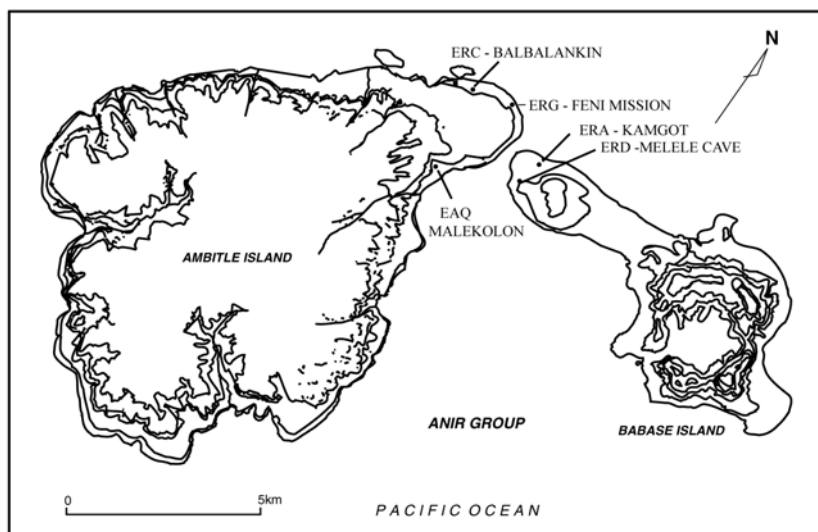 N
ERC - BALBALANKIN
ERG - FENI MISSION
ERA - KAMGOT
ERD -MELELE CAVE
EAQ
MALEKOLON
AMBITLE ISLAND
ANIR GROUP
BABASE ISLAND
0
5km
PACIFIC OCEAN